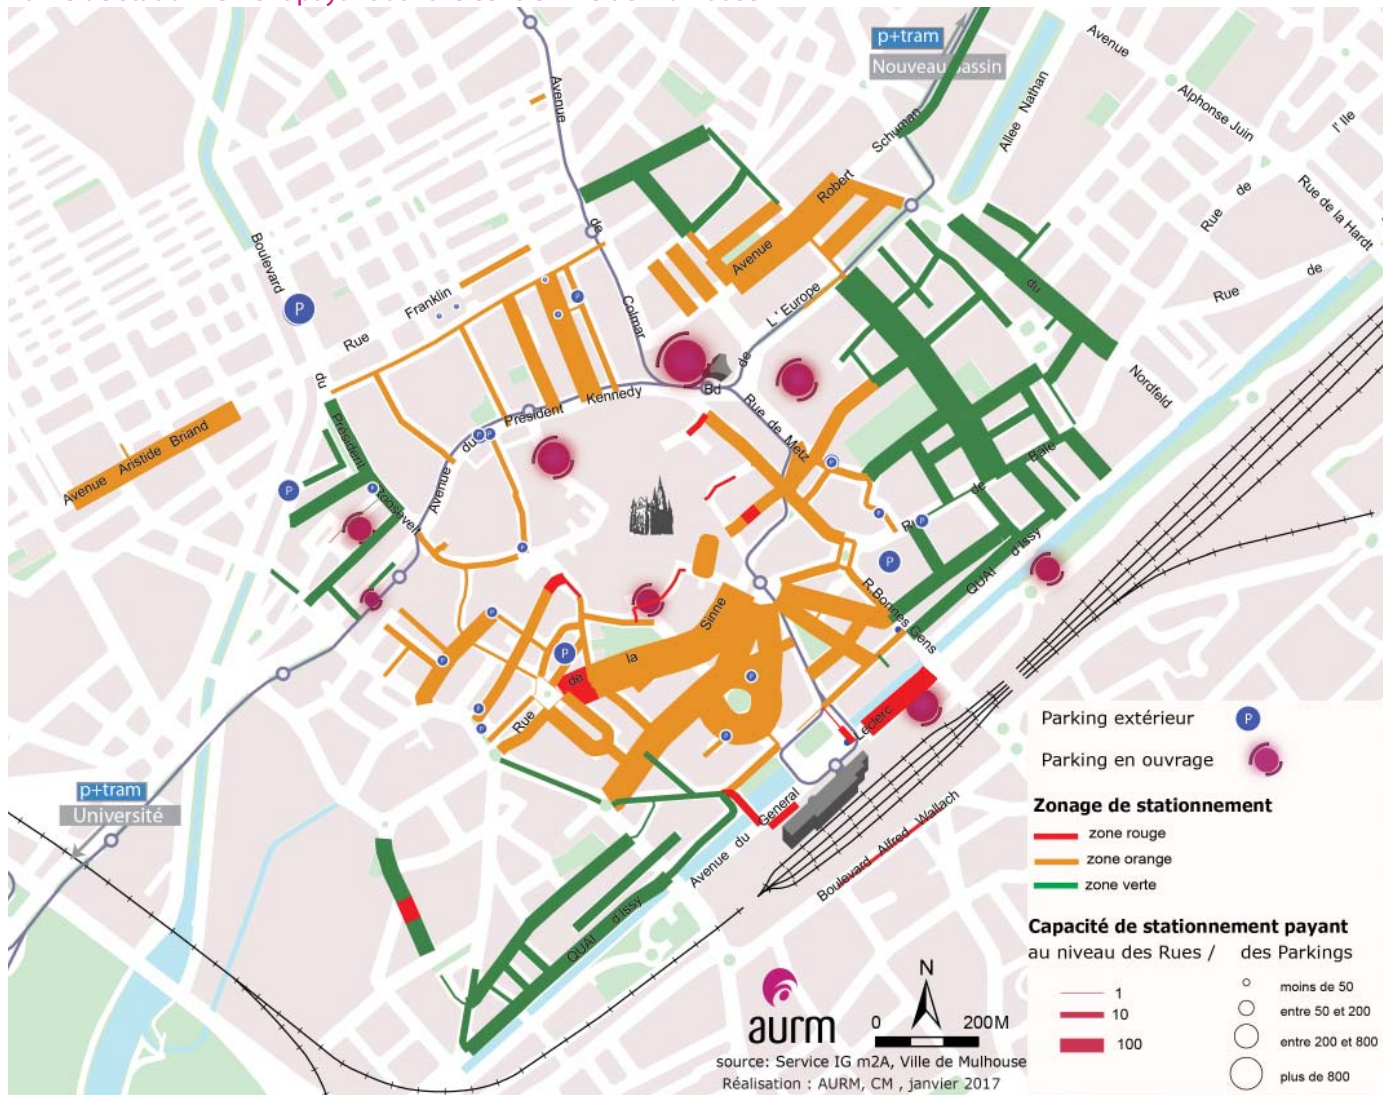 p+tram
Nouveau Bassin
Avenue
Alphonse Juin
l' Ile
Allee Nathan
Schuman
Avenue
Rue de
Rue de la Hardt
Robert
Avenue
Boulevard
de
du
Rue de
L' Europe
Colmar
Franklin
Rue
de
du
Nordfeld
Bd
Kennedy
Président
du
Avenue
Président
Roosevelt
Avenue Aristide Briand
Rue de Metz
Bale
de
QUAI d'Issy
R.Bonnes Gens
Sinne
la
de
Rue
Leclerc
General
du
Avenue
Boulevard Alfred Wallach
QUAI d'Issy
p+tram
Université
P
Parking extérieur P
Parking en ouvrage
Zonage de stationnement
zone rouge
zone orange
zone verte
Capacité de stationnement payant
au niveau des Rues / des Parkings
1
10
100
moins de 50
entre 50 et 200
entre 200 et 800
plus de 800
aurm
N
0 200M
source: Service IG m2A, Ville de Mulhouse
Réalisation : AURM, CM , janvier 2017